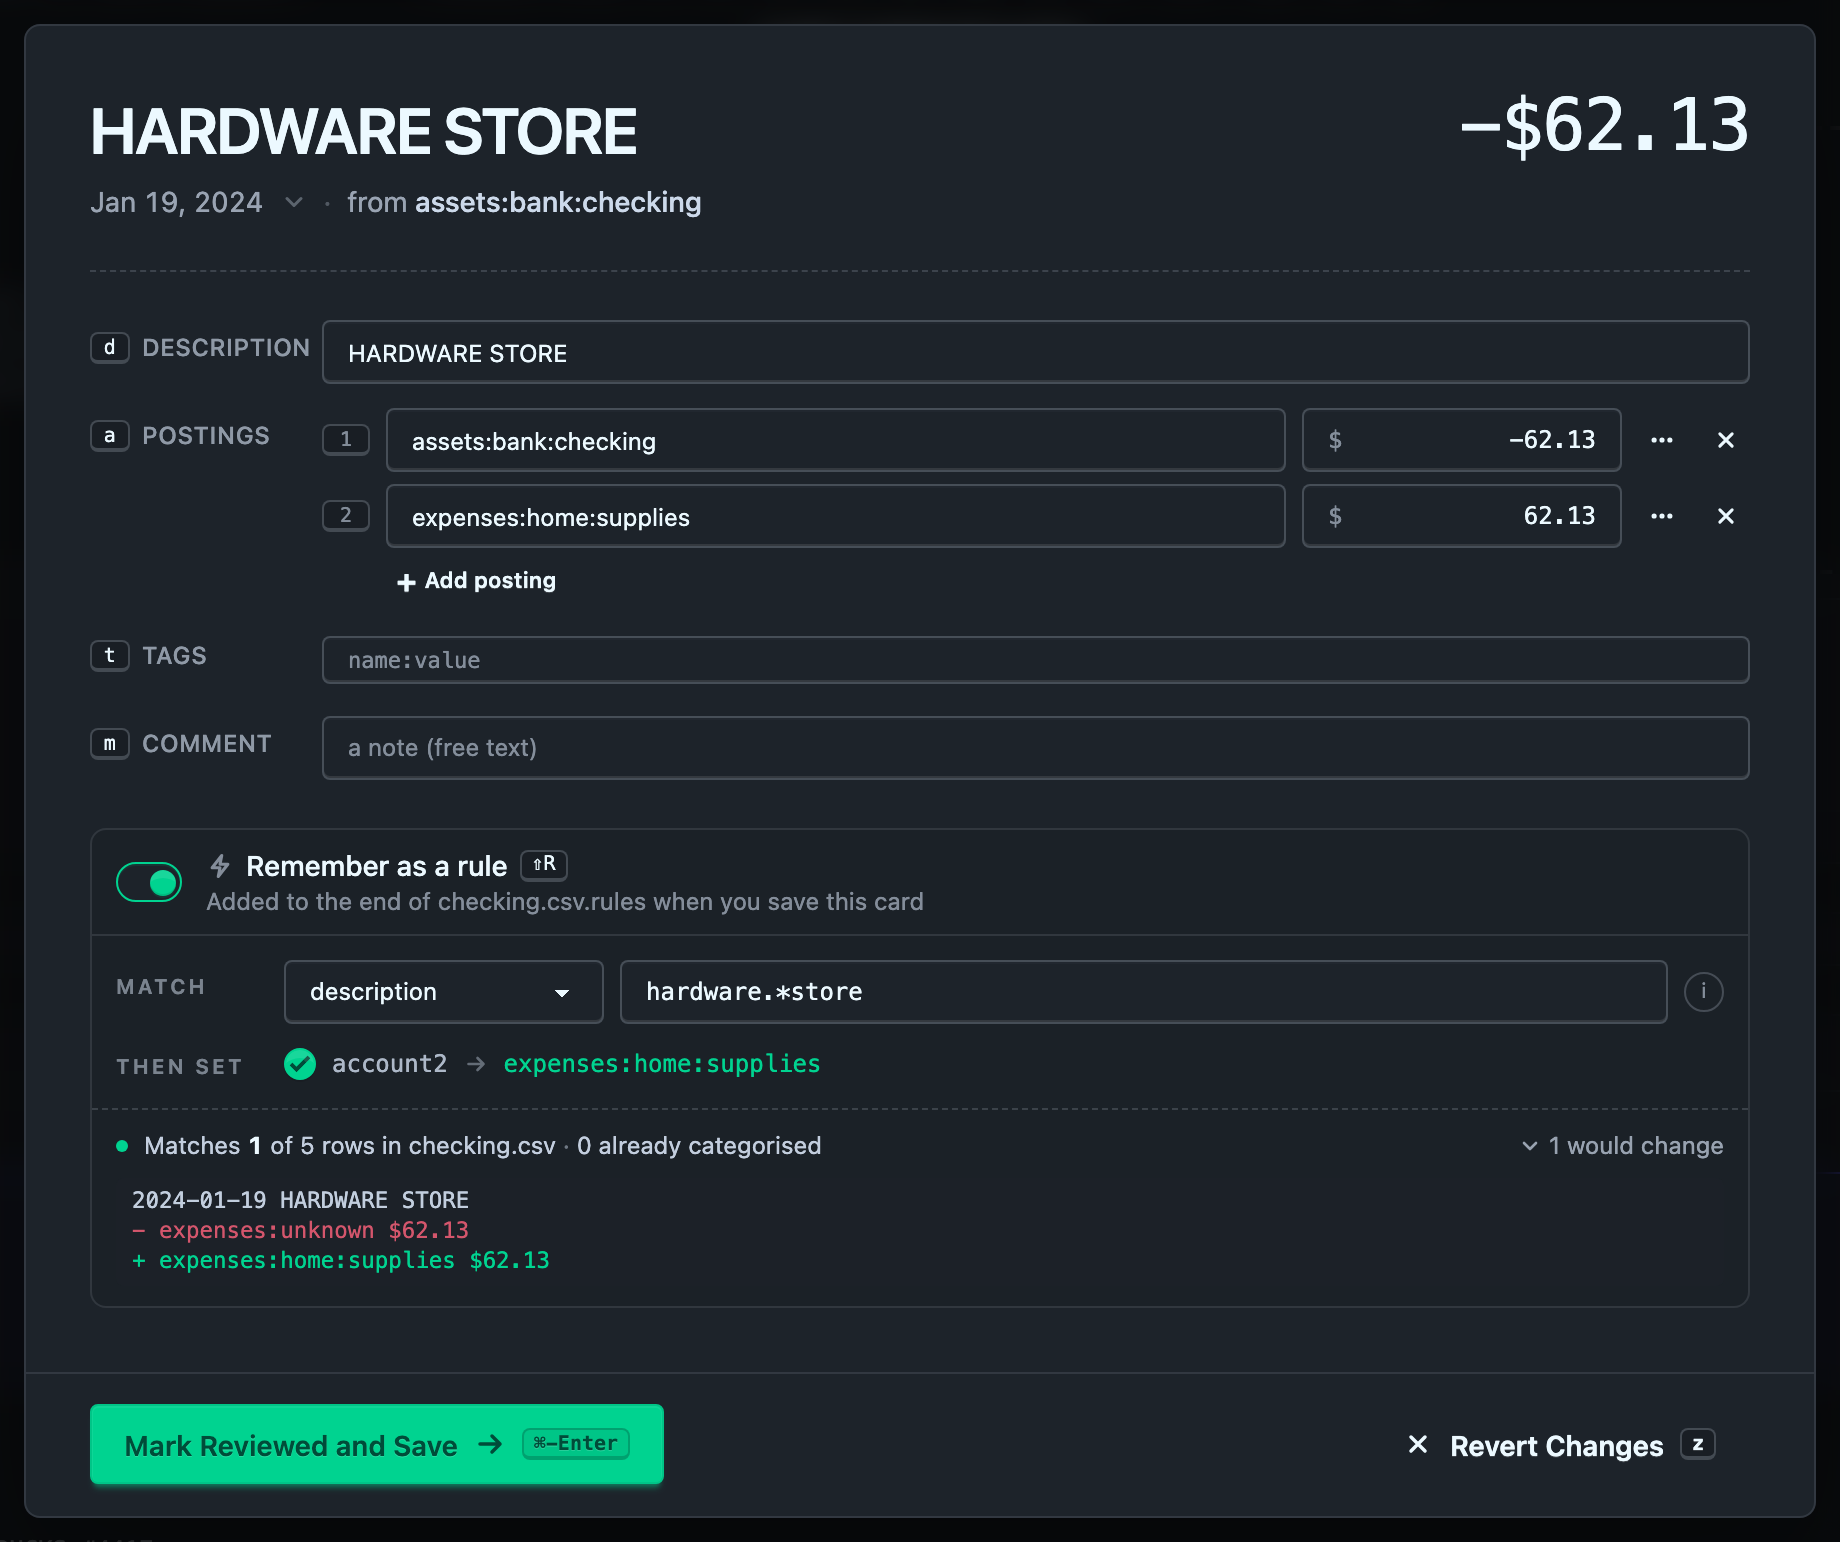 HARDWARE STORE
−$62.13
Jan 19, 2024 · from assets:bank:checking
d DESCRIPTION HARDWARE STORE
a POSTINGS 1 assets:bank:checking $ −62.13
2 expenses:home:supplies $ 62.13
+ Add posting
t TAGS name:value
m COMMENT a note (free text)
Remember as a rule ⇧R
Added to the end of checking.csv.rules when you save this card
MATCH description hardware.*store i
THEN SET account2 → expenses:home:supplies
Matches 1 of 5 rows in checking.csv · 0 already categorised 1 would change
2024-01-19 HARDWARE STORE
− expenses:unknown $62.13
+ expenses:home:supplies $62.13
Mark Reviewed and Save → ⌘−Enter
Revert Changes z